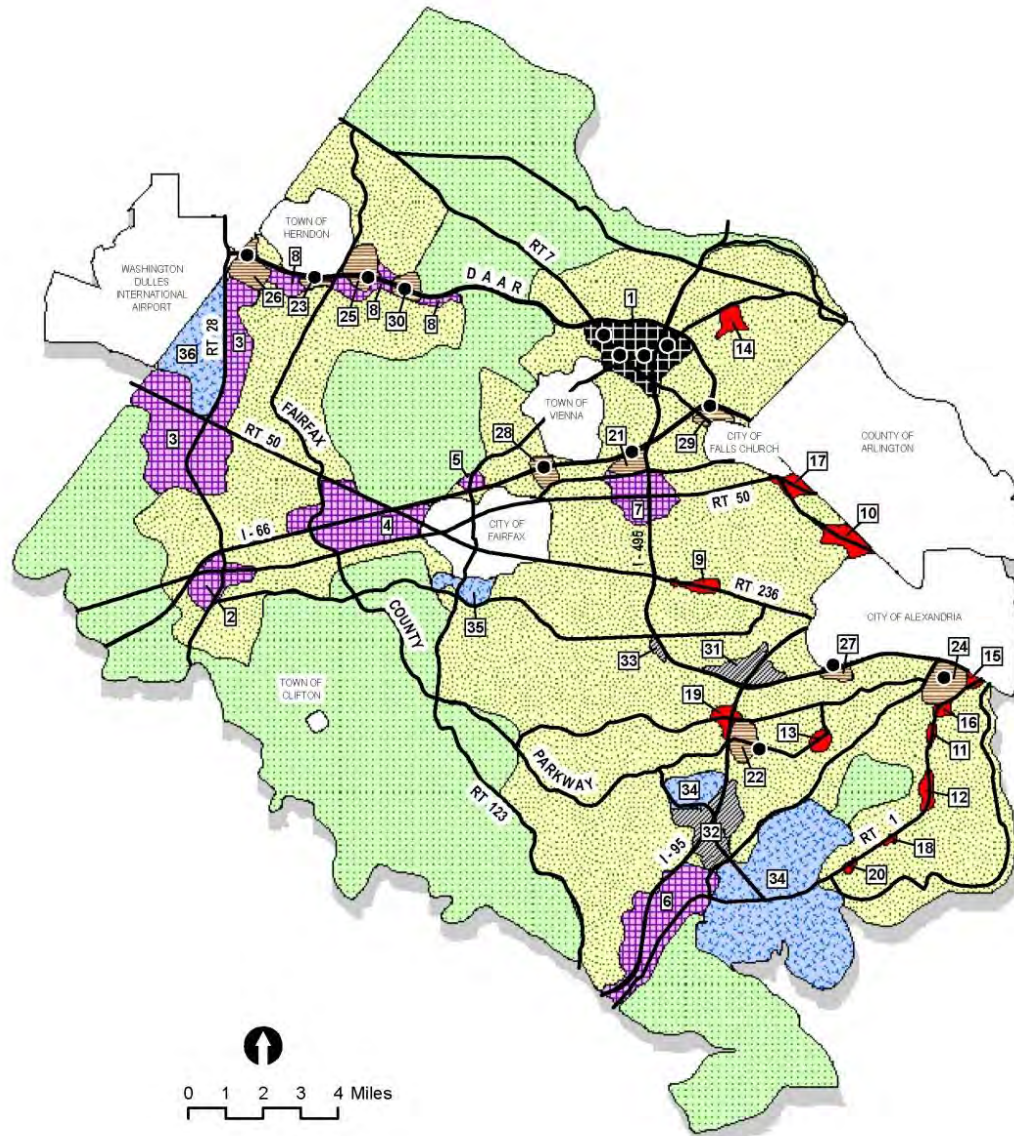 TOWN OF
HERNDON
WASHINGTON
DULLES
INTERNATIONAL
AIRPORT
RT 7
DAAR
8
26
23
25
8
30
8
1
14
36
RT 28
3
3
FAIRFAX
RT 50
TOWN OF
VIENNA
28
21
29
CITY OF
FALLS CHURCH
COUNTY OF
ARLINGTON
17
5
7
RT 50
10
I - 66
4
CITY OF
FAIRFAX
I - 495
9
RT 236
2
35
COUNTY
33
31
CITY OF ALEXANDRIA
27
24
15
16
11
TOWN OF
CLIFTON
19
13
22
PARKWAY
RT 123
34
12
32
RT 1
18
20
I - 95
34
6
0 1 2 3 4 Miles